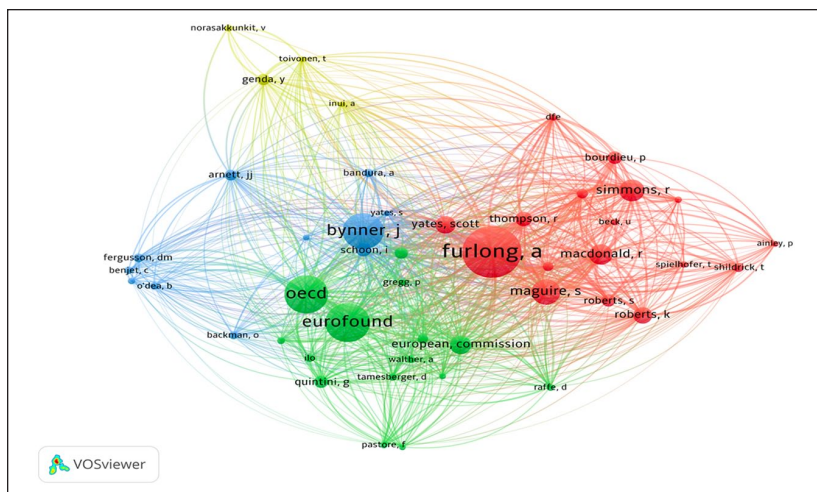 norasakkunkit, v
toivonen, t
genda, y
inui, a
dfe
bourdieu, p
arnett, jj
bandura, a
simmons, r
yates, s
thompson, r
beck, u
yates, scott
bynner, j
furlong, a
ainley, p
schoon, i
macdonald, r
fergusson, dm
spielhofer, t
shildrick, t
benjet, c
gregg, p
o'dea, b
oecd
maguire, s
roberts, s
roberts, k
eurofound
backman, o
european, commission
ilo
walther, a
quintini, g
tamesberger, d
raffe, d
pastore, f
VOSviewer